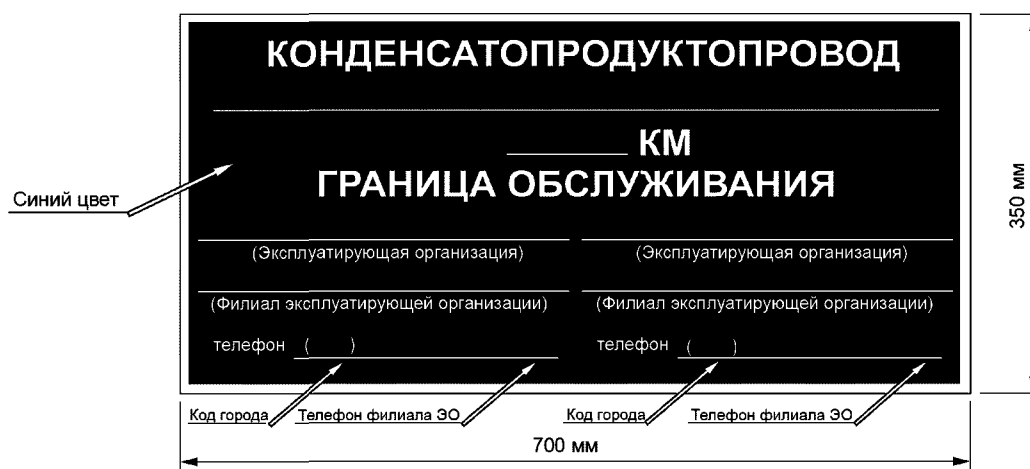 КОНДЕНСАТОПРОДУКТОПРОВОД
КМ
ГРАНИЦА ОБСЛУЖИВАНИЯ
Синий цвет
350 мм
(Эксплуатирующая организация) (Эксплуатирующая организация)
(Филиал эксплуатирующей организации) (Филиал эксплуатирующей организации)
телефон ( ) телефон ( )
Код города Телефон филиала ЭО Код города Телефон филиала ЭО
700 мм